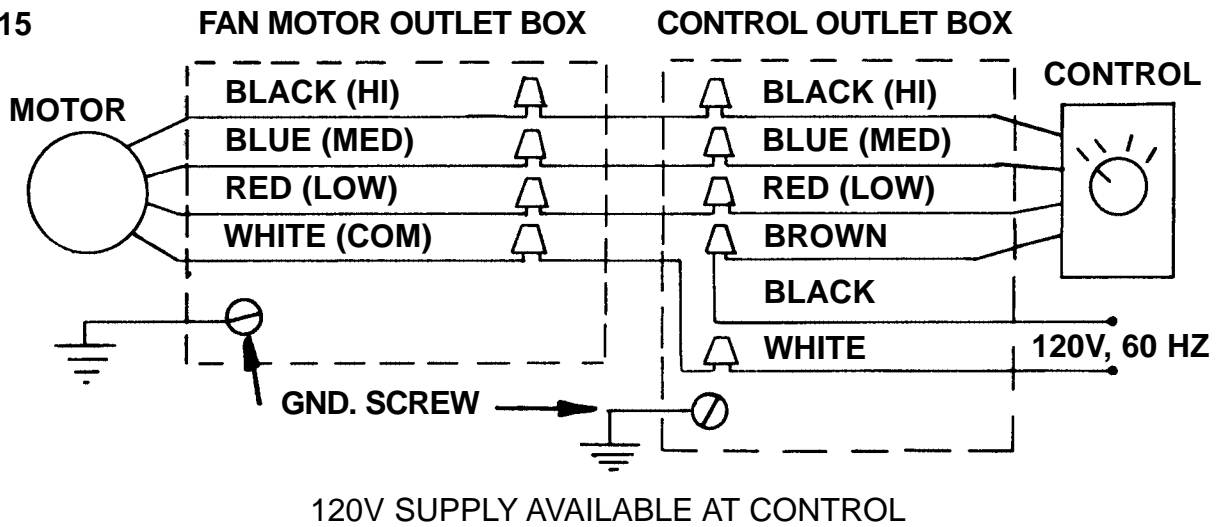 15
FAN MOTOR OUTLET BOX
CONTROL OUTLET BOX
CONTROL
MOTOR
BLACK (HI)
BLUE (MED)
RED (LOW)
WHITE (COM)
BLACK (HI)
BLUE (MED)
RED (LOW)
BROWN
BLACK
WHITE
120V, 60 HZ
GND. SCREW
120V SUPPLY AVAILABLE AT CONTROL